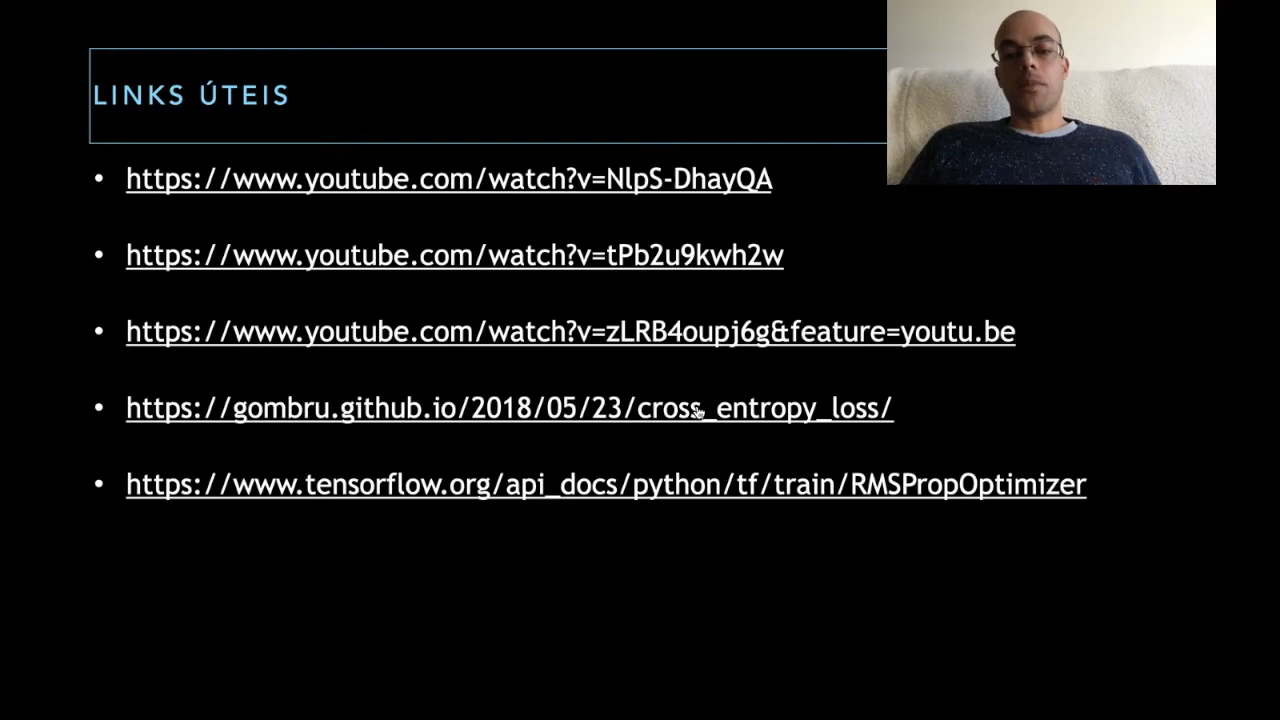 LINKS ÚTEIS
• https://www.youtube.com/watch?v=NlpS-DhayQA
• https://www.youtube.com/watch?v=tPb2u9kwh2w
• https://www.youtube.com/watch?v=zLRB4oupj6g&feature=youtu.be
• https://gombru.github.io/2018/05/23/cross_entropy_loss/
• https://www.tensorflow.org/api_docs/python/tf/train/RMSPropOptimizer